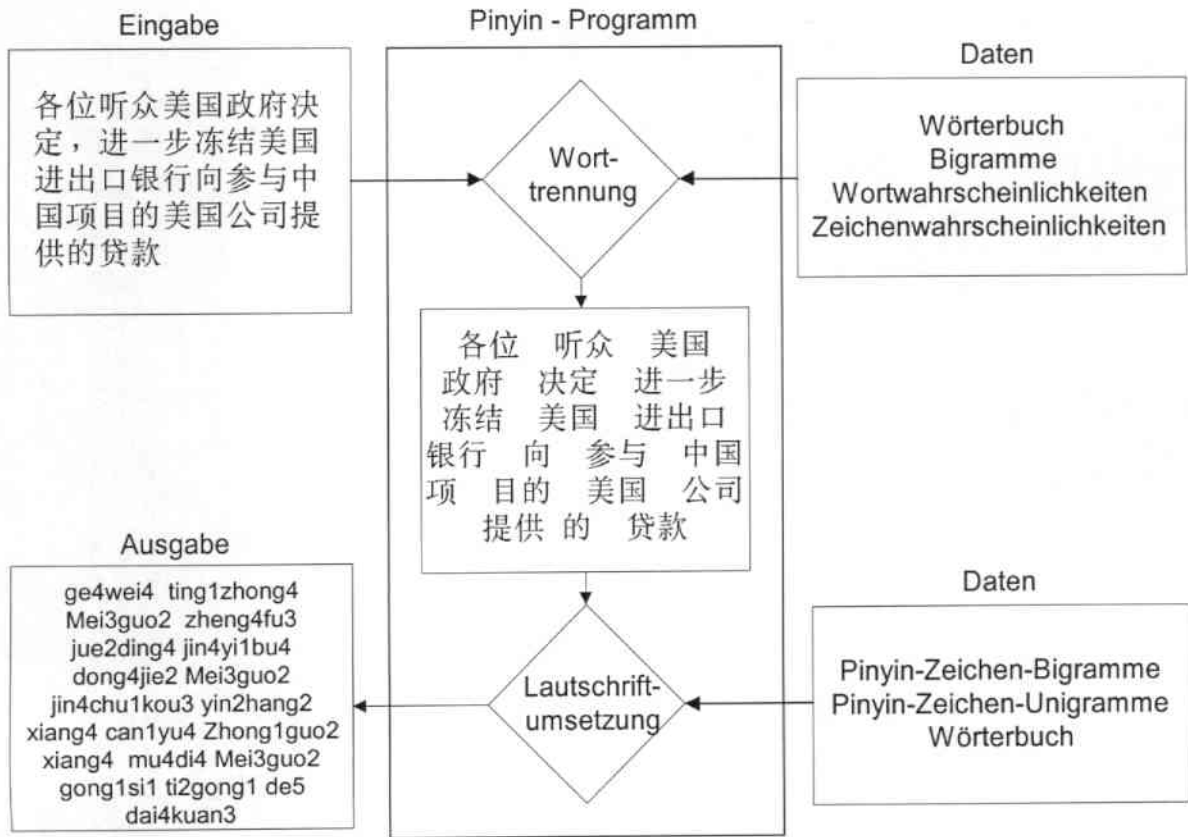 Eingabe
各位听众美国政府决
定，进一步冻结美国
进出口银行向参与中
国项目的美国公司提
供的贷款
Pinyin - Programm
Wort-
trennung
Daten
Wörterbuch
Bigramme
Wortwahrscheinlichkeiten
Zeichenwahrscheinlichkeiten
各位 听众 美国
政府 决定 进一步
冻结 美国 进出口
银行 向 参与 中国
项 目的 美国 公司
提供 的 贷款
Ausgabe
ge4wei4 ting1zhong4
Mei3guo2 zheng4fu3
jue2ding4 jin4yi1bu4
dong4jie2 Mei3guo2
jin4chu1kou3 yin2hang2
xiang4 can1yu4 Zhong1guo2
xiang4 mu4di4 Mei3guo2
gong1si1 ti2gong1 de5
dai4kuan3
Lautschrift-
umsetzung
Daten
Pinyin-Zeichen-Bigramme
Pinyin-Zeichen-Unigramme
Wörterbuch